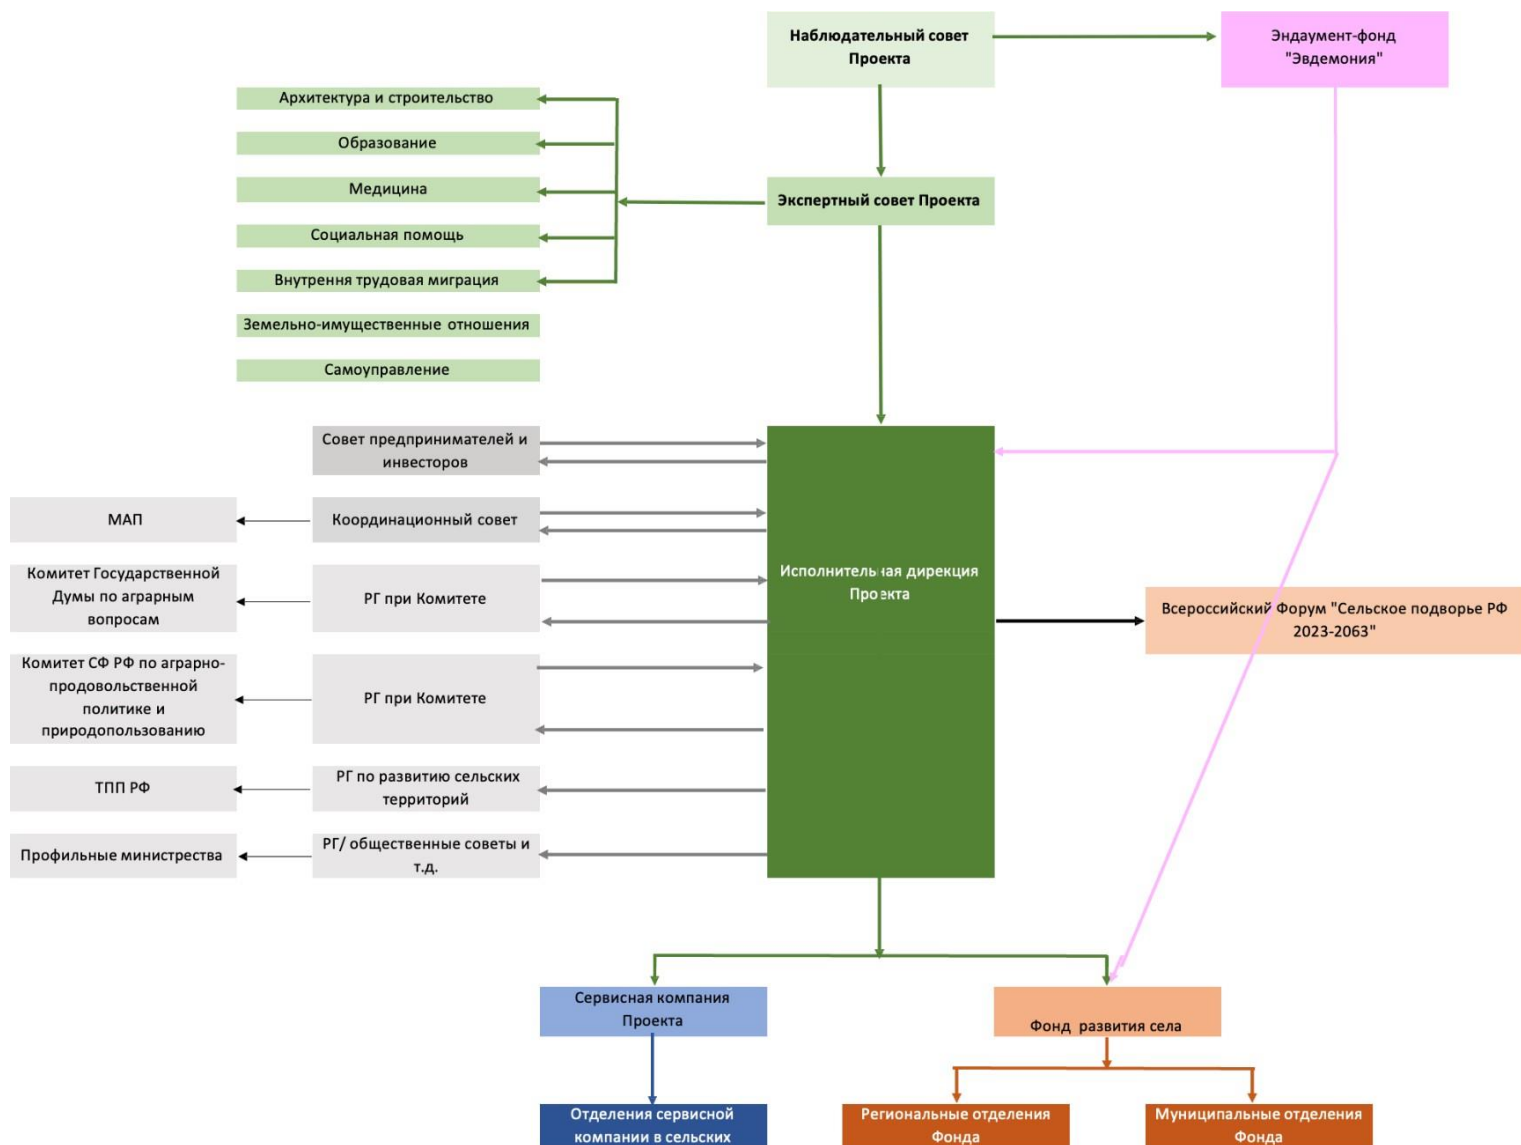 Наблюдательный совет
Проекта
Эндаумент-фонд
"Эвдемония"
Архитектура и строительство
Образование
Медицина
Экспертный совет Проекта
Социальная помощь
Внутрення трудовая миграция
Земельно-имущественные отношения
Самоуправление
Совет предпринимателей и
инвесторов
МАП
Координационный совет
Комитет Государственной
Думы по аграрным
вопросам
РГ при Комитете
Исполнительная дирекция
Проекта
Всероссийский Форум "Сельское подворье РФ
2023-2063"
Комитет СФ РФ по аграрно-
продовольственной
политике и
природопользованию
РГ при Комитете
ТПП РФ
РГ по развитию сельских
территорий
Профильные министрества
РГ/ общественные советы и
т.д.
Сервисная компания
Проекта
Фонд развития села
Отделения сервисной
компании в сельских
Региональные отделения
Фонда
Муниципальные отделения
Фонда